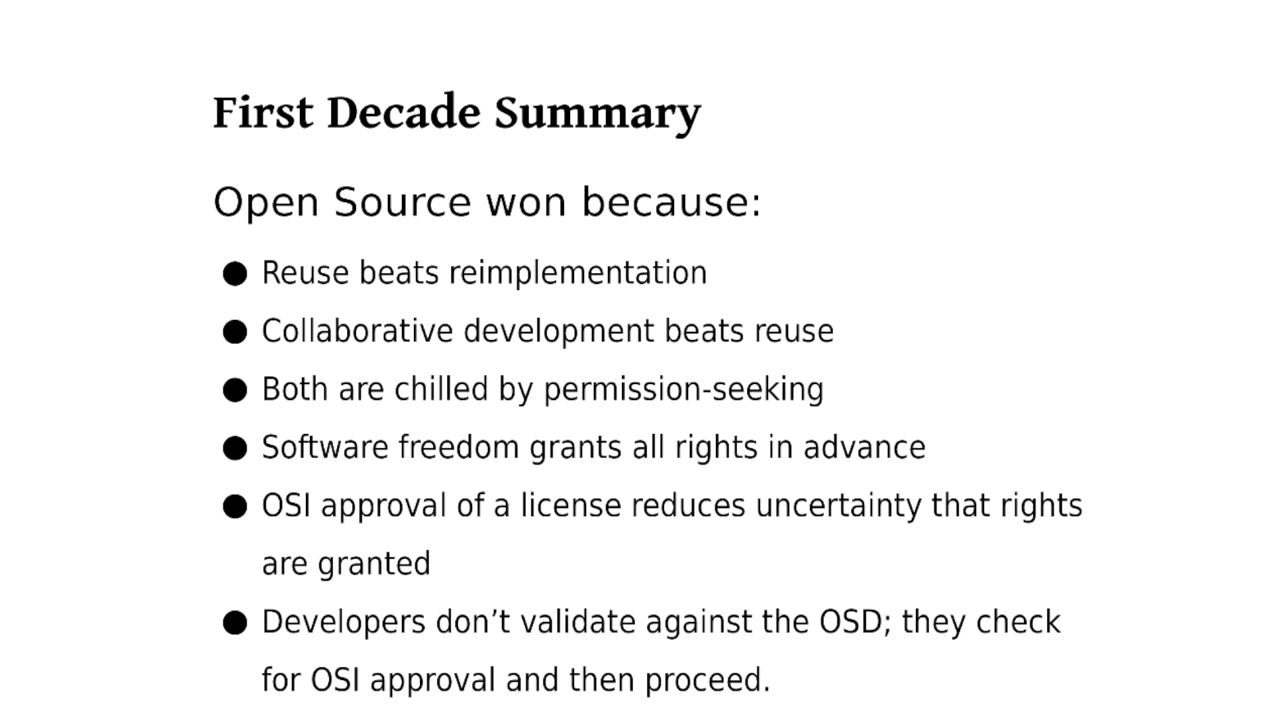 First Decade Summary
Open Source won because:
● Reuse beats reimplementation
● Collaborative development beats reuse
● Both are chilled by permission-seeking
● Software freedom grants all rights in advance
● OSI approval of a license reduces uncertainty that rights
are granted
● Developers don’t validate against the OSD; they check
for OSI approval and then proceed.